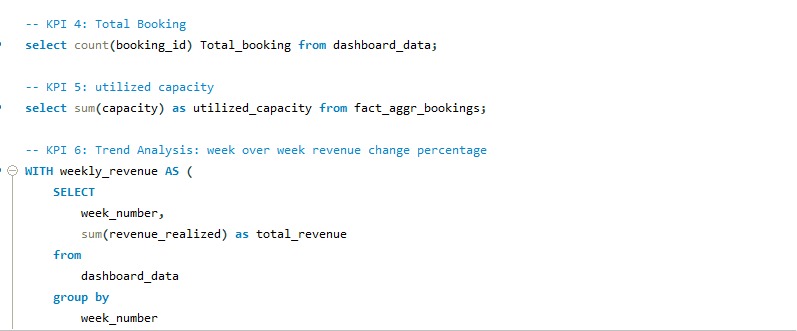 -- KPI 4: Total Booking
select count(booking_id) Total_booking from dashboard_data;
-- KPI 5: utilized capacity
select sum(capacity) as utilized_capacity from fact_aggr_bookings;
-- KPI 6: Trend Analysis: week over week revenue change percentage
WITH weekly_revenue AS (
SELECT
week_number,
sum(revenue_realized) as total_revenue
from
dashboard_data
group by
week_number